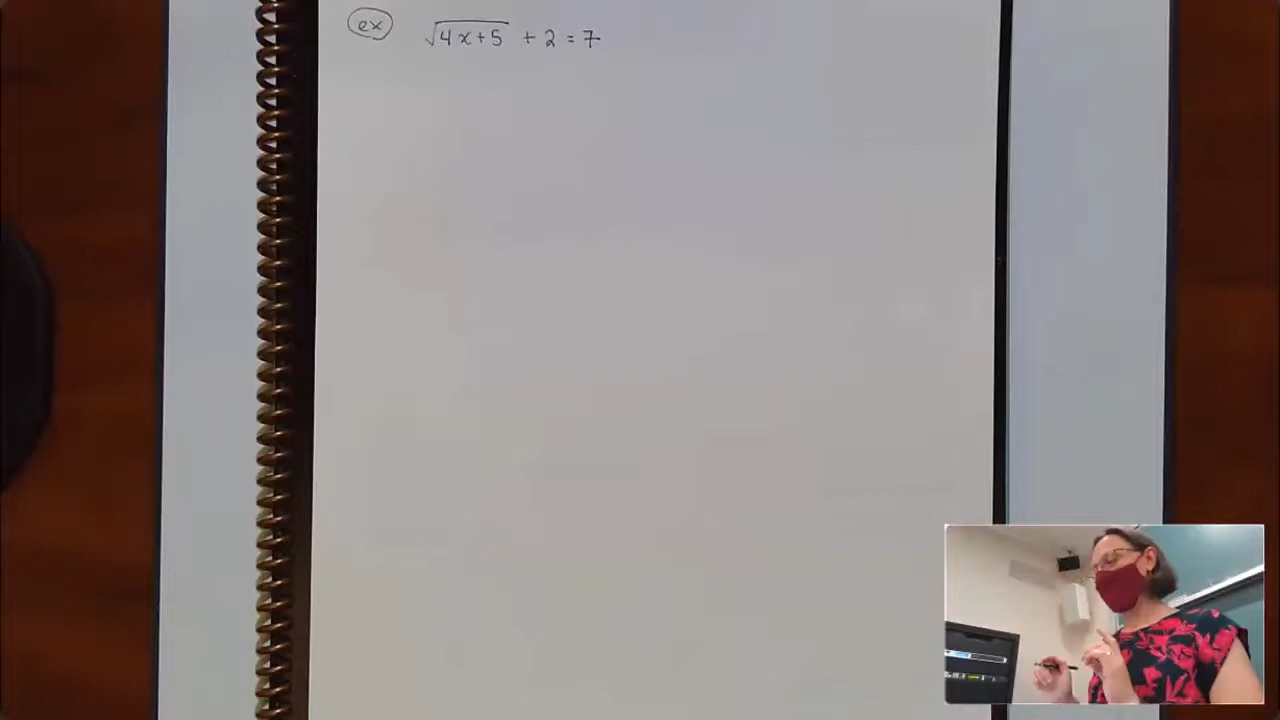 ex √4x+5 + 2 = 7